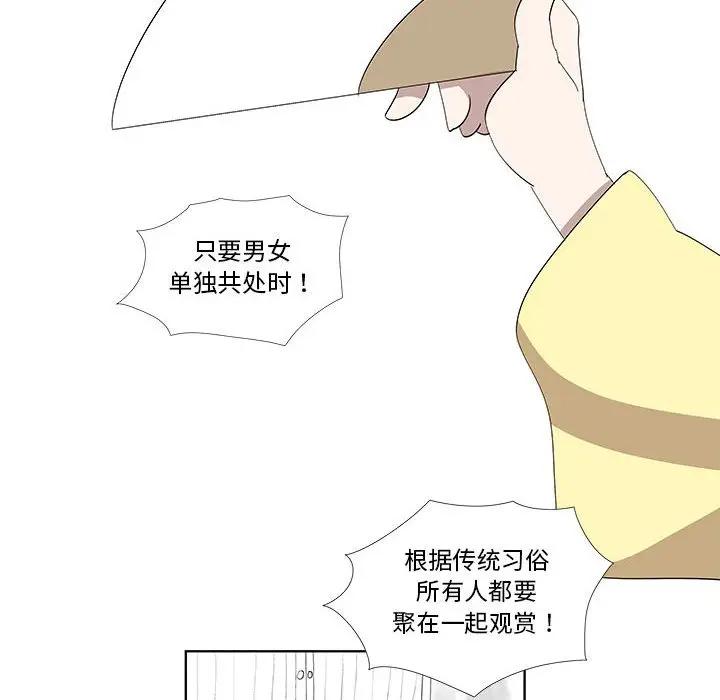 只要男女
单独共处时！
根据传统习俗
所有人都要
聚在一起观赏！